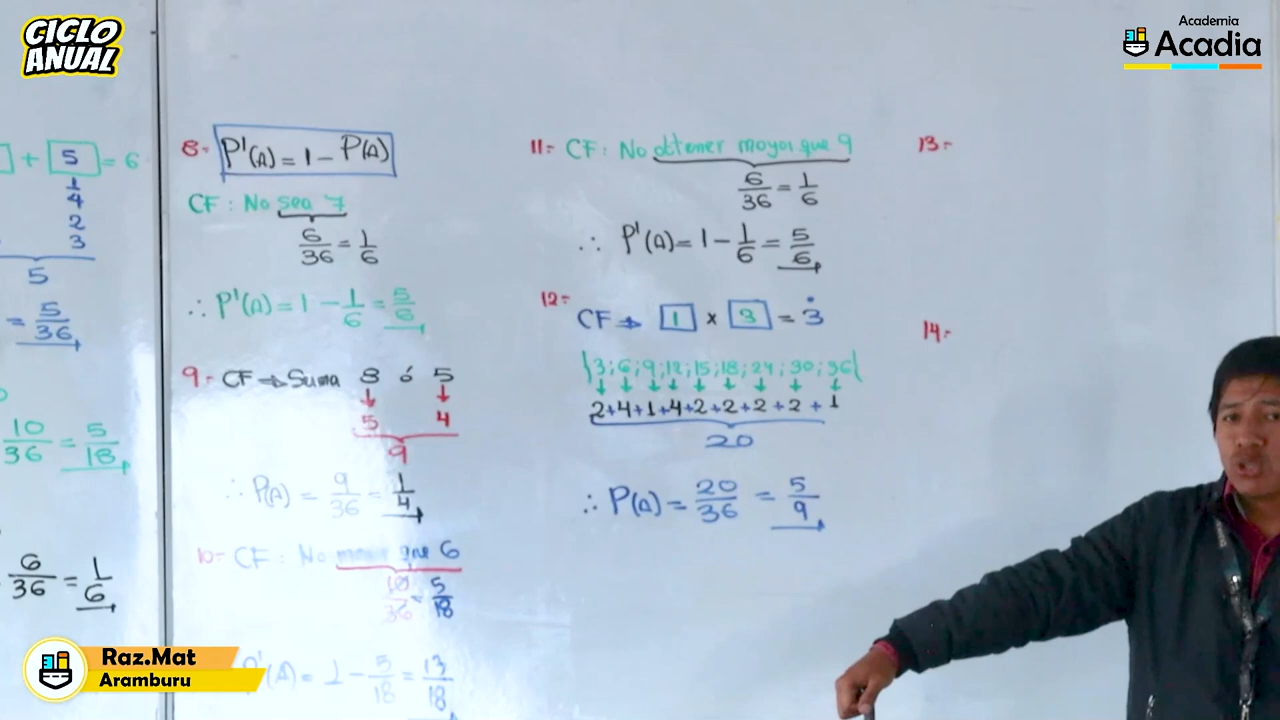 CICLO
ANUAL
Academia
Acadia
+ 5 = 6
1
4
2
3
5
= 5/36
10/36 = 5/18
6/36 = 1/6
8.- P'(A) = 1 - P(A)
CF: No sea 7
6/36 = 1/6
∴ P'(A) = 1 - 1/6 = 5/6
9.- CF ⇒ Suma 8 ó 5
↓ ↓
5 4
9
∴ P(A) = 9/36 = 1/4
10.- CF: No menor que 6
10/36 = 5/18
P'(A) = 1 - 5/18 = 13/18
11.- CF: No obtener mayor que 9
6/36 = 1/6
∴ P'(A) = 1 - 1/6 = 5/6
12.- CF ⇒ 1 × 3 = 3̇
{3; 6; 9; 12; 15; 18; 24; 30; 36}
↓ ↓ ↓ ↓ ↓ ↓ ↓ ↓ ↓
2+4+1+4+2+2+2+2+1
20
∴ P(A) = 20/36 = 5/9
13.-
14.-
Raz.Mat
Aramburu